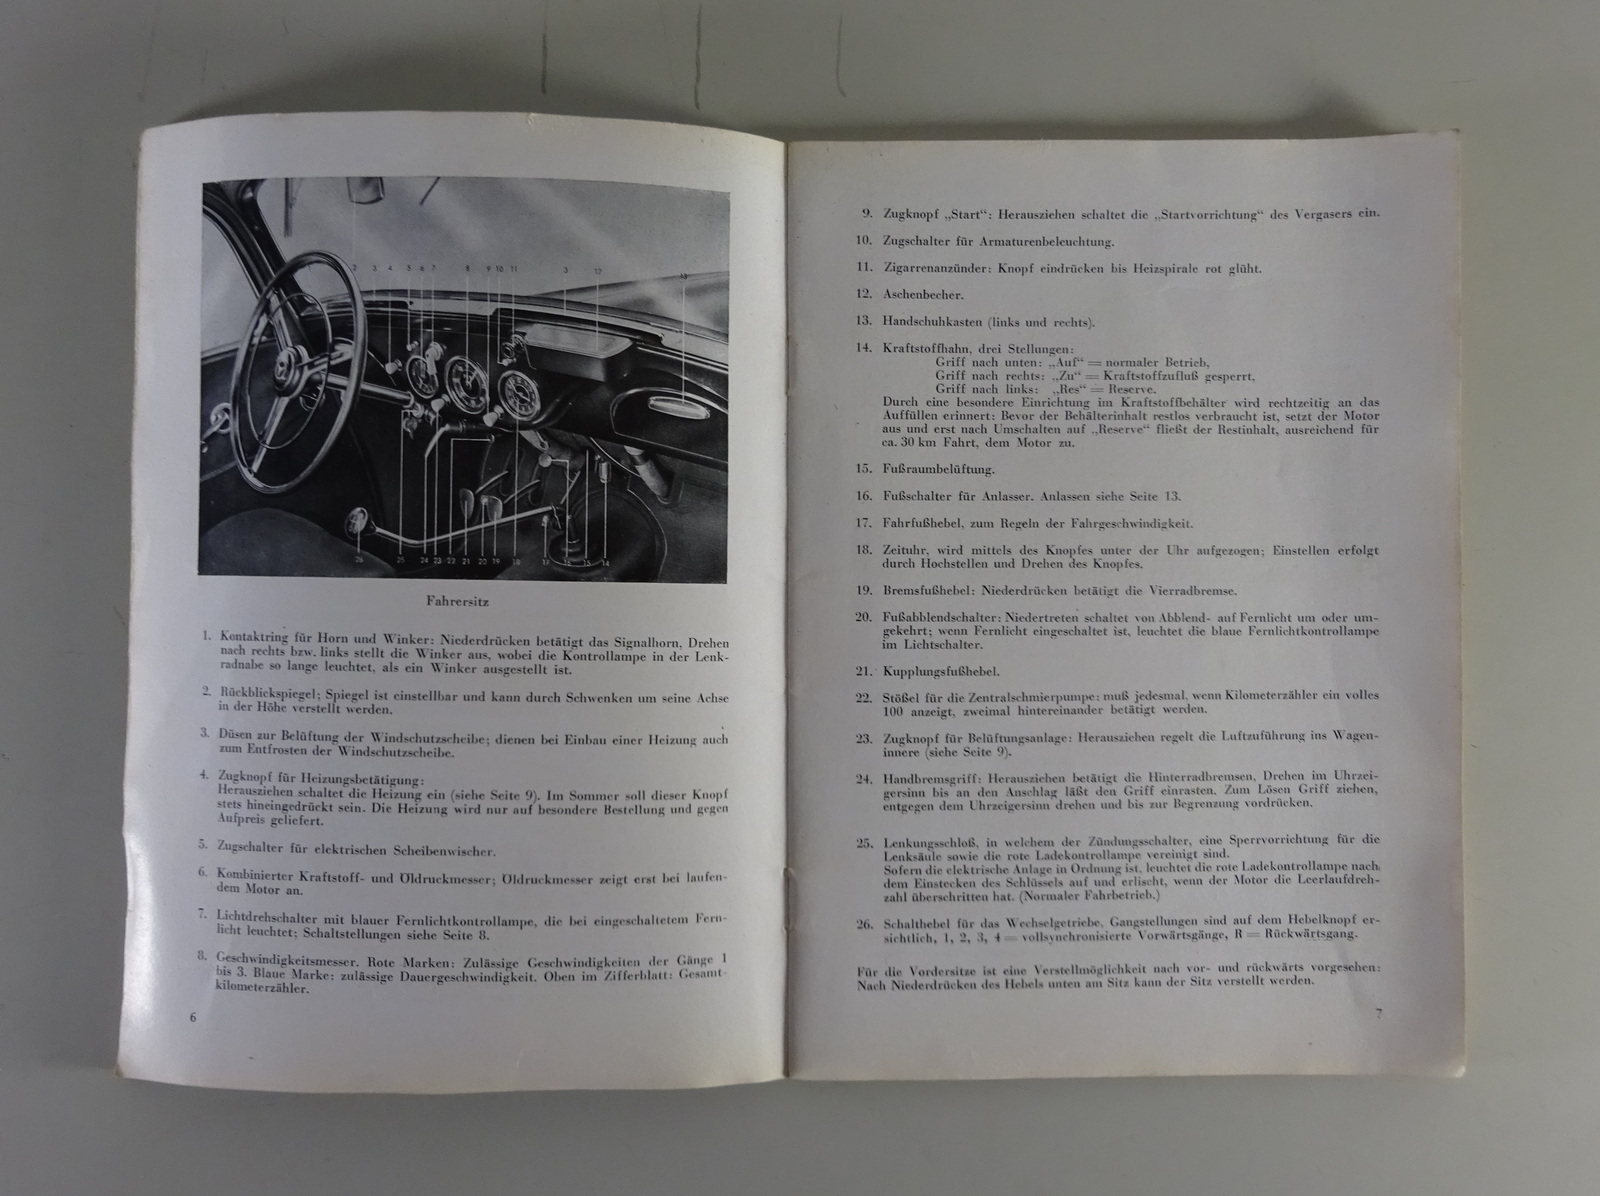 2 3 4 5 6 7 8 9 10 11 3 12 13
26 25 24 23 22 21 20 19 18 17 16 15 14
Fahrersitz
1. Kontaktring für Horn und Winker: Niederdrücken betätigt das Signalhorn, Drehen
nach rechts bzw. links stellt die Winker aus, wobei die Kontrollampe in der Lenk-
radnabe so lange leuchtet, als ein Winker ausgestellt ist.
2. Rückblickspiegel; Spiegel ist einstellbar und kann durch Schwenken um seine Achse
in der Höhe verstellt werden.
3. Düsen zur Belüftung der Windschutzscheibe; dienen bei Einbau einer Heizung auch
zum Entfrosten der Windschutzscheibe.
4. Zugknopf für Heizungsbetätigung:
Herausziehen schaltet die Heizung ein (siehe Seite 9). Im Sommer soll dieser Knopf
stets hineingedrückt sein. Die Heizung wird nur auf besondere Bestellung und gegen
Aufpreis geliefert.
5. Zugschalter für elektrischen Scheibenwischer.
6. Kombinierter Kraftstoff- und Öldruckmesser; Öldruckmesser zeigt erst bei laufen-
dem Motor an.
7. Lichtdrehschalter mit blauer Fernlichtkontrollampe, die bei eingeschaltetem Fern-
licht leuchtet; Schaltstellungen siehe Seite 8.
8. Geschwindigkeitsmesser. Rote Marken: Zulässige Geschwindigkeiten der Gänge 1
bis 3. Blaue Marke: zulässige Dauergeschwindigkeit. Oben im Zifferblatt: Gesamt-
kilometerzähler.
6
9. Zugknopf „Start“: Herausziehen schaltet die „Startvorrichtung“ des Vergasers ein.
10. Zugschalter für Armaturenbeleuchtung.
11. Zigarrenanzünder: Knopf eindrücken bis Heizspirale rot glüht.
12. Aschenbecher.
13. Handschuhkasten (links und rechts).
14. Kraftstoffhahn, drei Stellungen:
Griff nach unten: „Auf“ = normaler Betrieb,
Griff nach rechts: „Zu“ = Kraftstoffzufluß gesperrt,
Griff nach links: „Res“ = Reserve.
Durch eine besondere Einrichtung im Kraftstoffbehälter wird rechtzeitig an das
Auffüllen erinnert: Bevor der Behälterinhalt restlos verbraucht ist, setzt der Motor
aus und erst nach Umschalten auf „Reserve“ fließt der Restinhalt, ausreichend für
ca. 30 km Fahrt, dem Motor zu.
15. Fußraumbelüftung.
16. Fußschalter für Anlasser. Anlassen siehe Seite 13.
17. Fahrfußhebel, zum Regeln der Fahrgeschwindigkeit.
18. Zeituhr, wird mittels des Knopfes unter der Uhr aufgezogen; Einstellen erfolgt
durch Hochstellen und Drehen des Knopfes.
19. Bremsfußhebel: Niederdrücken betätigt die Vierradbremse.
20. Fußabblendschalter: Niedertreten schaltet von Abblend- auf Fernlicht um oder um-
gekehrt; wenn Fernlicht eingeschaltet ist, leuchtet die blaue Fernlichtkontrollampe
im Lichtschalter.
21. Kupplungsfußhebel.
22. Stößel für die Zentralschmierpumpe: muß jedesmal, wenn Kilometerzähler ein volles
100 anzeigt, zweimal hintereinander betätigt werden.
23. Zugknopf für Belüftungsanlage: Herausziehen regelt die Luftzuführung ins Wagen-
innere (siehe Seite 9).
24. Handbremsgriff: Herausziehen betätigt die Hinterradbremsen, Drehen im Uhrzei-
gersinn bis an den Anschlag läßt den Griff einrasten. Zum Lösen Griff ziehen,
entgegen dem Uhrzeigersinn drehen und bis zur Begrenzung vordrücken.
25. Lenkungsschloß, in welchem der Zündungsschalter, eine Sperrvorrichtung für die
Lenksäule sowie die rote Ladekontrollampe vereinigt sind.
Sofern die elektrische Anlage in Ordnung ist, leuchtet die rote Ladekontrollampe nach
dem Einstecken des Schlüssels auf und erlischt, wenn der Motor die Leerlaufdreh-
zahl überschritten hat. (Normaler Fahrbetrieb.)
26. Schalthebel für das Wechselgetriebe, Gangstellungen sind auf dem Hebelknopf er-
sichtlich, 1, 2, 3, 4 = vollsynchronisierte Vorwärtsgänge, R = Rückwärtsgang.
Für die Vordersitze ist eine Verstellmöglichkeit nach vor- und rückwärts vorgesehen:
Nach Niederdrücken des Hebels unten am Sitz kann der Sitz verstellt werden.
7